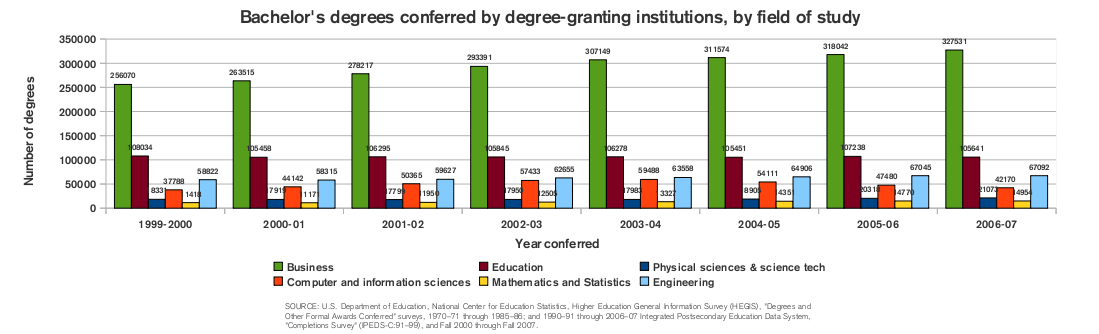 Bachelor's degrees conferred by degree-granting institutions, by field of study
Number of degrees
350000
300000
250000
200000
150000
100000
50000
0
256070 108034 37788 58822
263515 105458 44142 58315
278217 106295 50365 59627
293391 105845 57433 62655
307149 106278 59488 63558
311574 105451 54111 64906
318042 107238 47480 67045
327531 105641 42170 67092
1999-2000 2000-01 2001-02 2002-03 2003-04 2004-05 2005-06 2006-07
Year conferred
Business Education Physical sciences & science tech
Computer and information sciences Mathematics and Statistics Engineering
SOURCE: U.S. Department of Education, National Center for Education Statistics, Higher Education General Information Survey (HEGIS), "Degrees and
Other Formal Awards Conferred" surveys, 1970–71 through 1985–86; and 1990–91 through 2006–07 Integrated Postsecondary Education Data System,
"Completions Survey" (IPEDS-C:91–99), and Fall 2000 through Fall 2007.